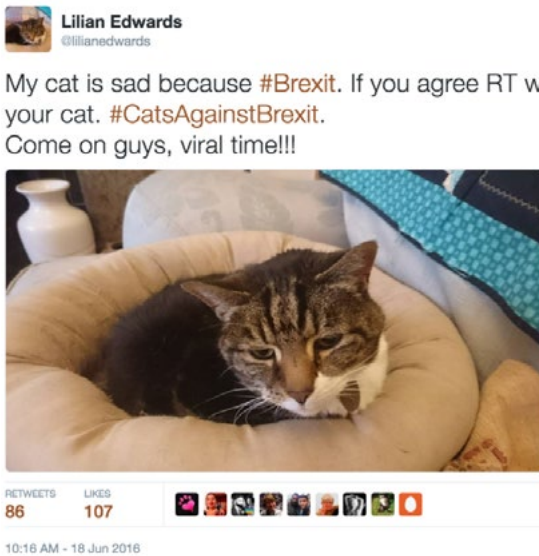 Lilian Edwards
@lilianedwards
My cat is sad because #Brexit. If you agree RT w
your cat. #CatsAgainstBrexit.
Come on guys, viral time!!!
RETWEETS LIKES
86 107
10:16 AM - 18 Jun 2016